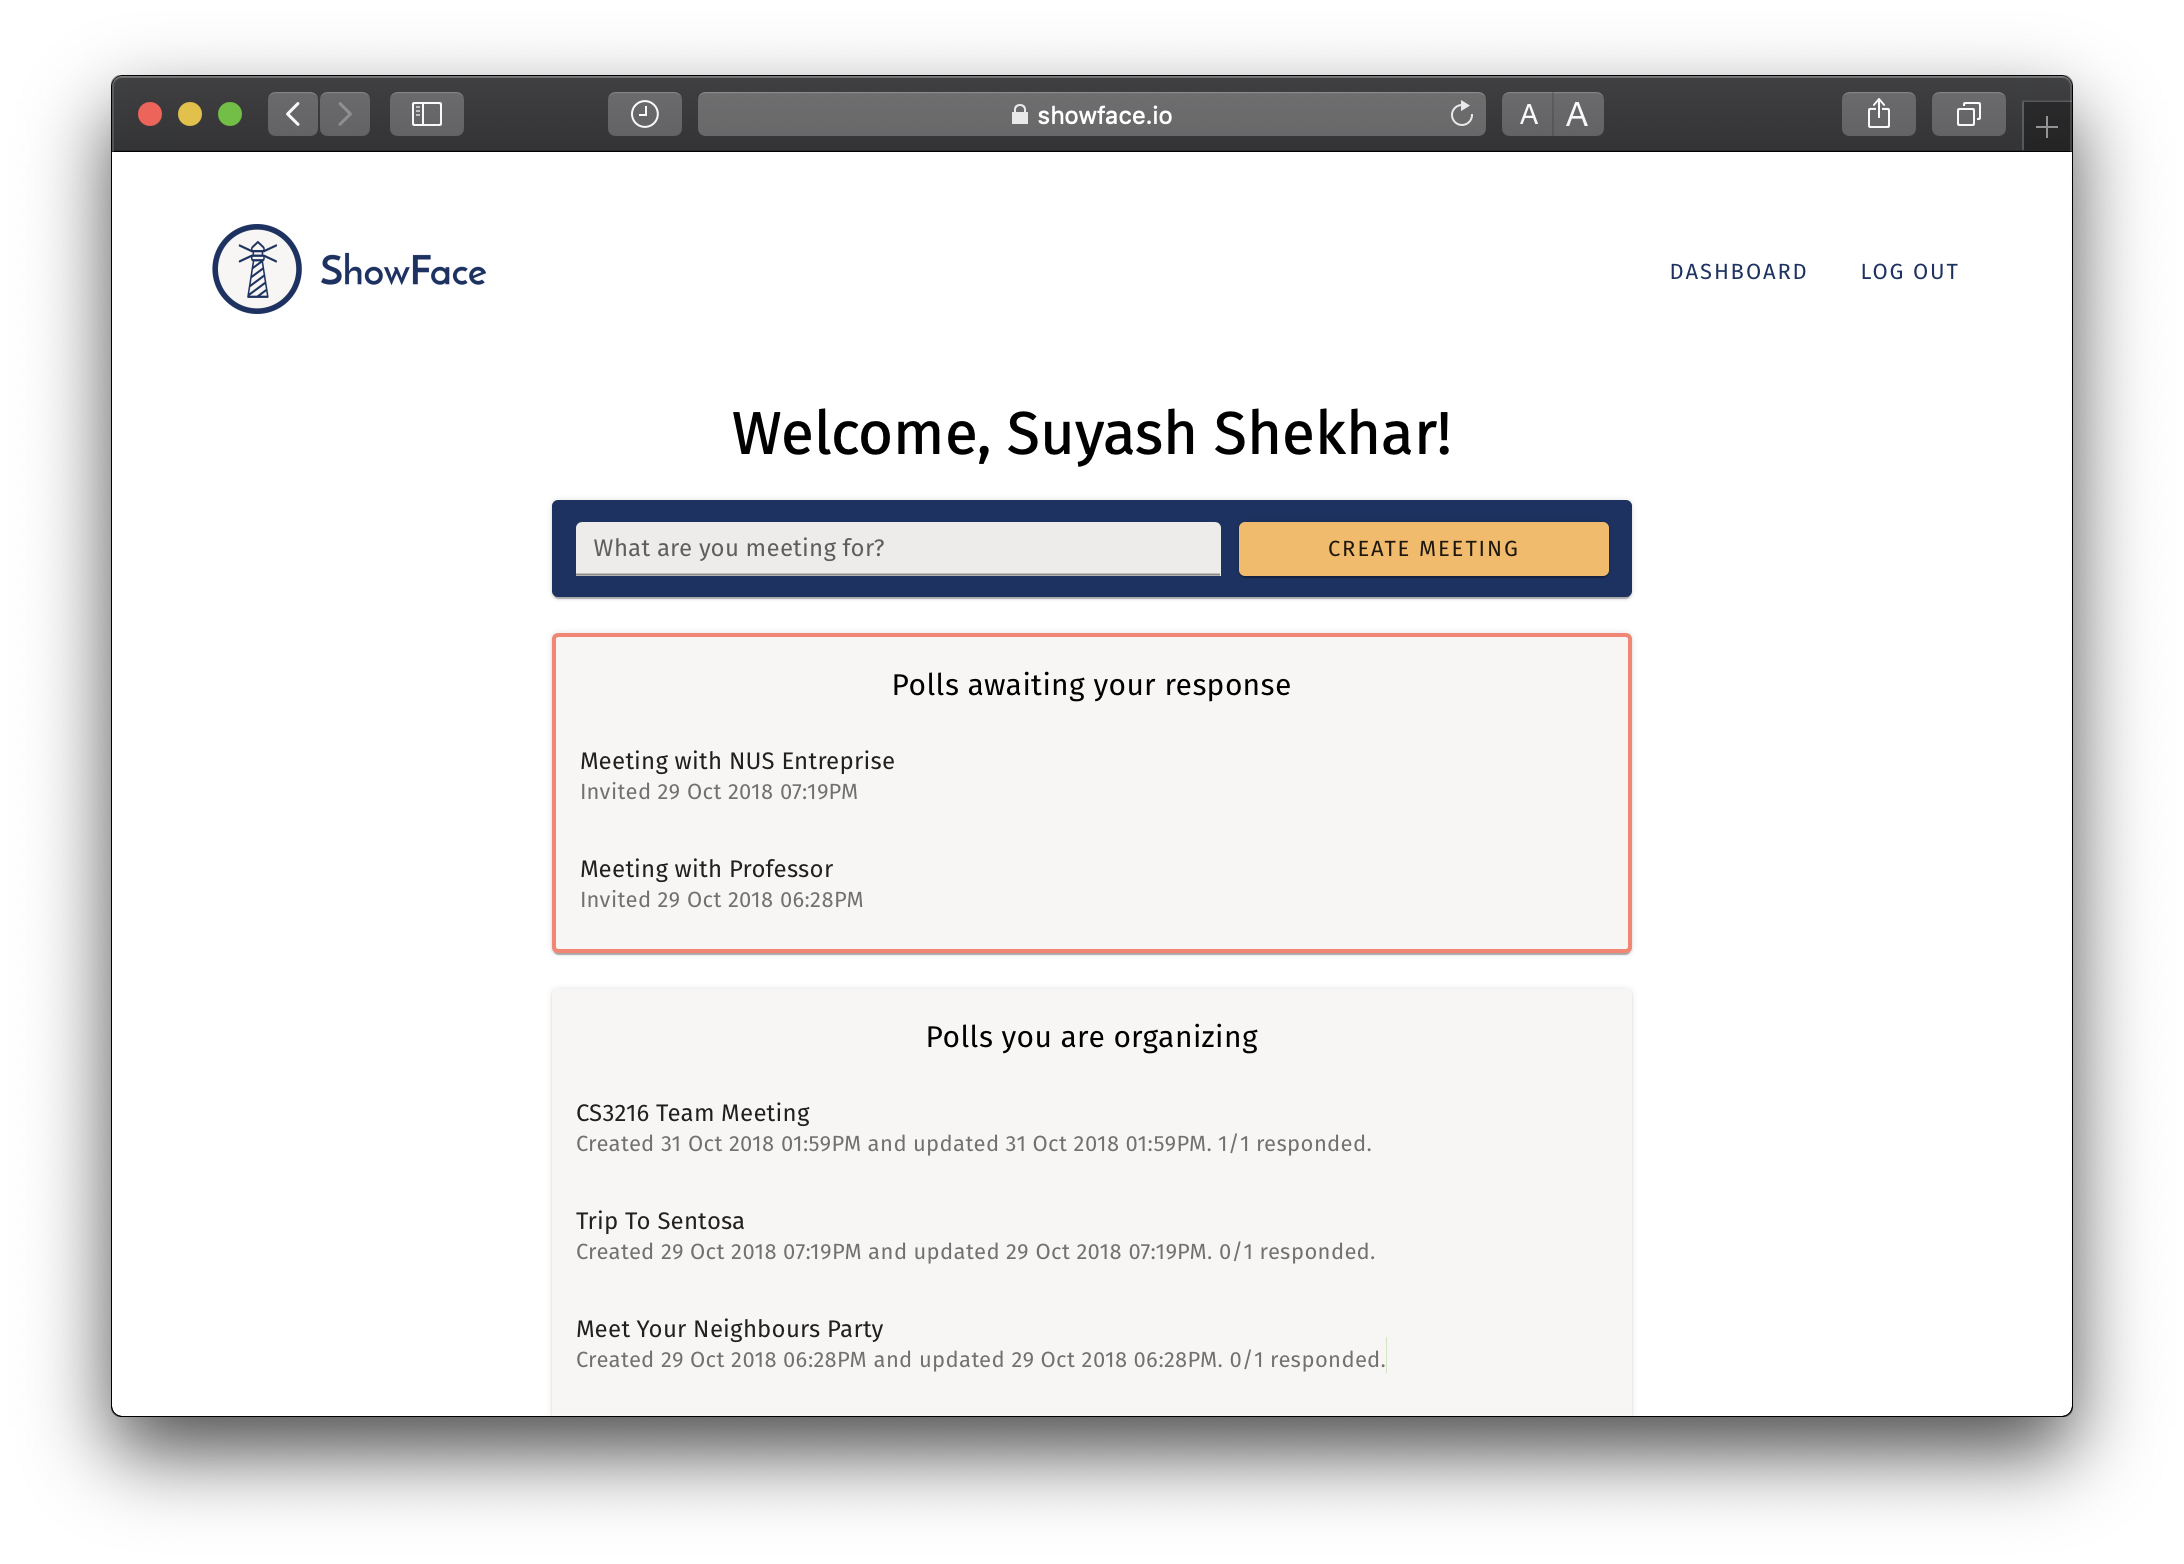 showface.io
A A
ShowFace
DASHBOARD LOG OUT
Welcome, Suyash Shekhar!
What are you meeting for?
CREATE MEETING
Polls awaiting your response
Meeting with NUS Entreprise
Invited 29 Oct 2018 07:19PM
Meeting with Professor
Invited 29 Oct 2018 06:28PM
Polls you are organizing
CS3216 Team Meeting
Created 31 Oct 2018 01:59PM and updated 31 Oct 2018 01:59PM. 1/1 responded.
Trip To Sentosa
Created 29 Oct 2018 07:19PM and updated 29 Oct 2018 07:19PM. 0/1 responded.
Meet Your Neighbours Party
Created 29 Oct 2018 06:28PM and updated 29 Oct 2018 06:28PM. 0/1 responded.